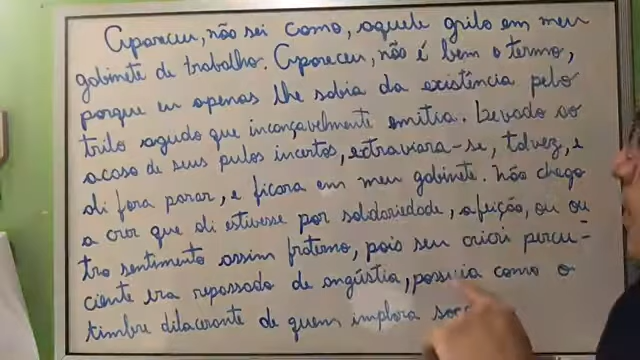 Apareceu, não sei como, aquele grilo em meu
gabinete de trabalho. Apareceu, não é bem o termo,
porque eu apenas lhe sabia da existência pelo
trilo agudo que incançavelmente emitia. Levado ao
acaso de seus pulos incertos, extraviara-se, talvez, e
ali fora parar, e ficara em meu gabinete. Não chego
a crer que ali estivesse por solidariedade, afeição, ou ou
tro sentimento assim fraterno, pois seu cricri percu-
ciente era repassado de angústia, possuia como o
timbre dilacerante de quem implora